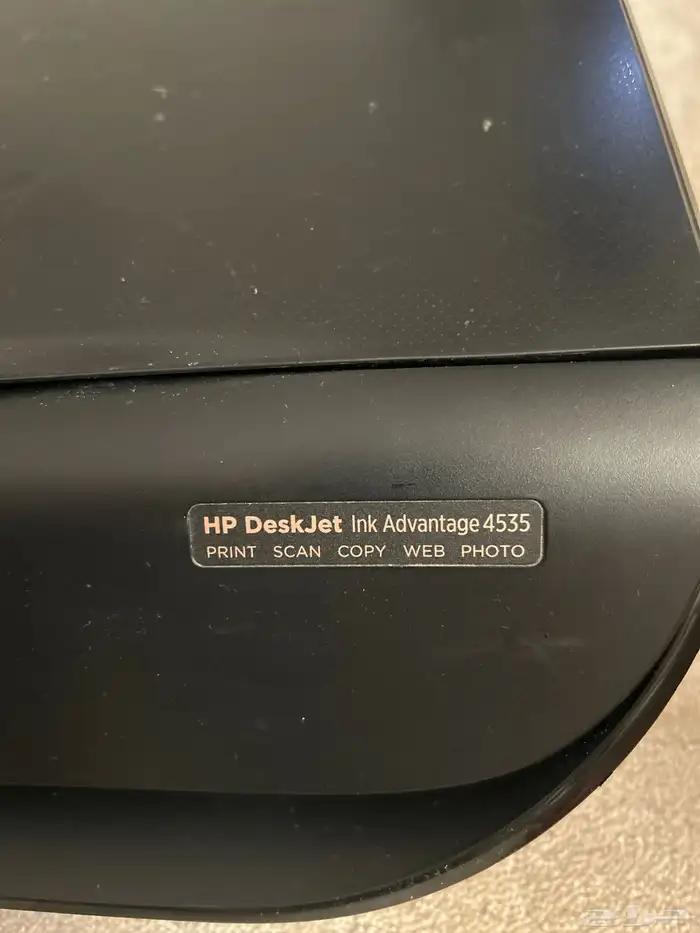 HP DeskJet Ink Advantage 4535
PRINT SCAN COPY WEB PHOTO